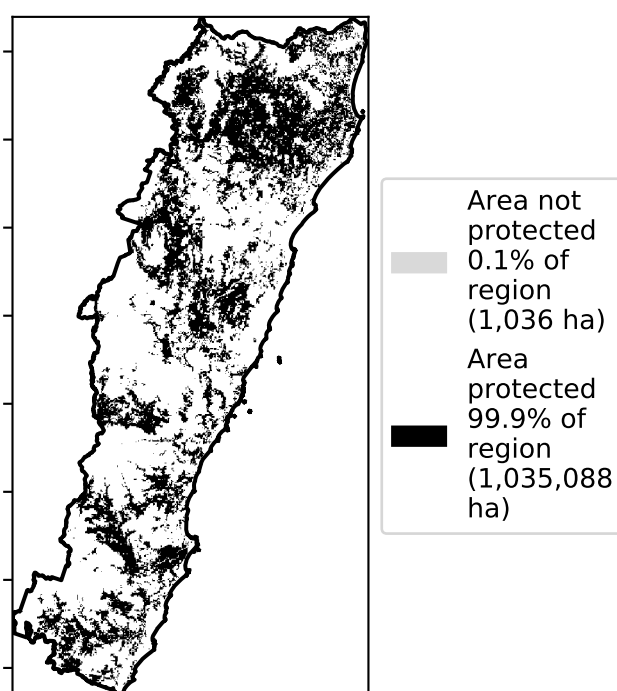 Area not
protected
0.1% of
region
(1,036 ha)
Area
protected
99.9% of
region
(1,035,088
ha)